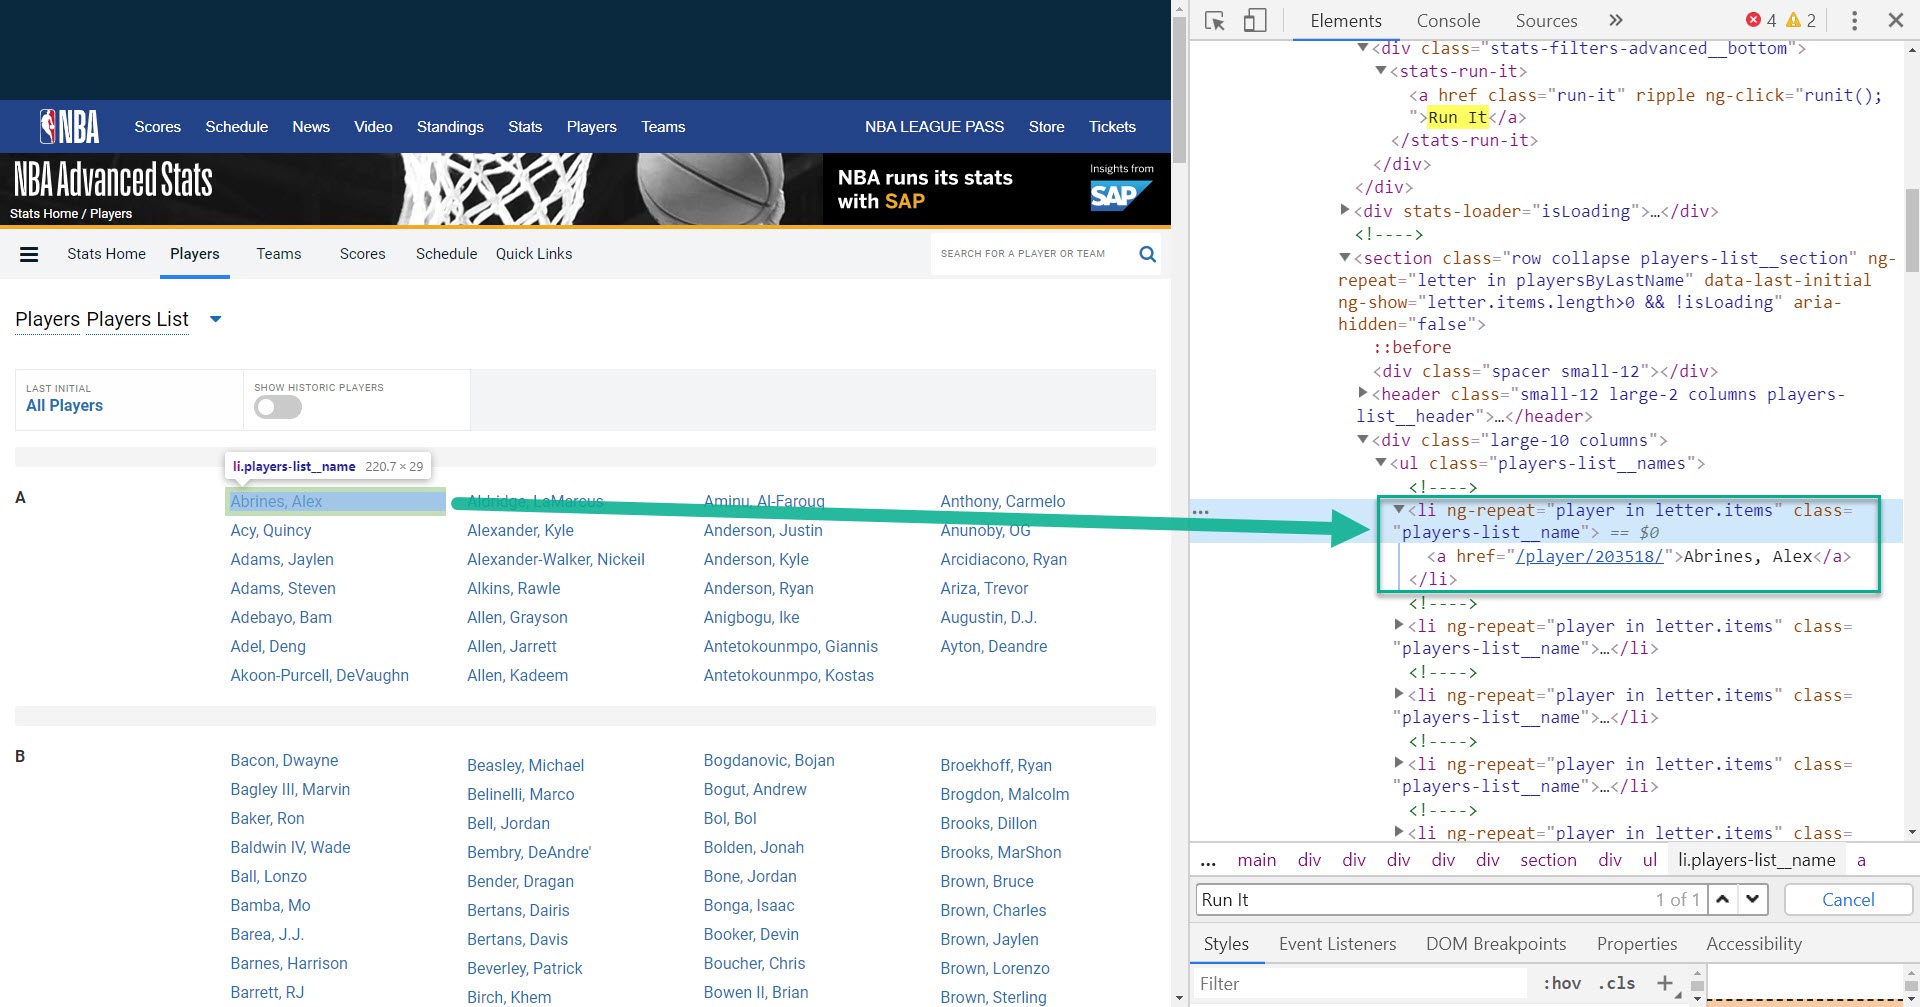 NBA
Scores Schedule News Video Standings Stats Players Teams NBA LEAGUE PASS Store Tickets
NBA Advanced Stats
Stats Home / Players
NBA runs its stats
with SAP
Insights from
SAP
Stats Home Players Teams Scores Schedule Quick Links SEARCH FOR A PLAYER OR TEAM
Players Players List
LAST INITIAL
All Players
SHOW HISTORIC PLAYERS
li.players-list__name 220.7 × 29
A
Abrines, Alex Aldridge, LaMarcus Aminu, Al-Farouq Anthony, Carmelo
Acy, Quincy Alexander, Kyle Anderson, Justin Anunoby, OG
Adams, Jaylen Alexander-Walker, Nickeil Anderson, Kyle Arcidiacono, Ryan
Adams, Steven Alkins, Rawle Anderson, Ryan Ariza, Trevor
Adebayo, Bam Allen, Grayson Anigbogu, Ike Augustin, D.J.
Adel, Deng Allen, Jarrett Antetokounmpo, Giannis Ayton, Deandre
Akoon-Purcell, DeVaughn Allen, Kadeem Antetokounmpo, Kostas
B
Bacon, Dwayne Beasley, Michael Bogdanovic, Bojan Broekhoff, Ryan
Bagley III, Marvin Belinelli, Marco Bogut, Andrew Brogdon, Malcolm
Baker, Ron Bell, Jordan Bol, Bol Brooks, Dillon
Baldwin IV, Wade Bembry, DeAndre' Bolden, Jonah Brooks, MarShon
Ball, Lonzo Bender, Dragan Bone, Jordan Brown, Bruce
Bamba, Mo Bertans, Dairis Bonga, Isaac Brown, Charles
Barea, J.J. Bertans, Davis Booker, Devin Brown, Jaylen
Barnes, Harrison Beverley, Patrick Boucher, Chris Brown, Lorenzo
Barrett, RJ Birch, Khem Bowen II, Brian Brown, Sterling
Elements Console Sources » 4 2
<div class="stats-filters-advanced__bottom">
<stats-run-it>
<a href class="run-it" ripple ng-click="runit();
">Run It</a>
</stats-run-it>
</div>
</div>
<div stats-loader="isLoading">…</div>
<!---->
<section class="row collapse players-list__section" ng-
repeat="letter in playersByLastName" data-last-initial
ng-show="letter.items.length>0 && !isLoading" aria-
hidden="false">
::before
<div class="spacer small-12"></div>
<header class="small-12 large-2 columns players-
list__header">…</header>
<div class="large-10 columns">
<ul class="players-list__names">
<!---->
<li ng-repeat="player in letter.items" class=
"players-list__name"> == $0
<a href="/player/203518/">Abrines, Alex</a>
</li>
<!---->
<li ng-repeat="player in letter.items" class=
"players-list__name">…</li>
<!---->
<li ng-repeat="player in letter.items" class=
"players-list__name">…</li>
<!---->
<li ng-repeat="player in letter.items" class=
"players-list__name">…</li>
<!---->
<li ng-repeat="player in letter.items" class=
... main div div div div div section div ul li.players-list__name a
Run It 1 of 1 Cancel
Styles Event Listeners DOM Breakpoints Properties Accessibility
Filter :hov .cls +